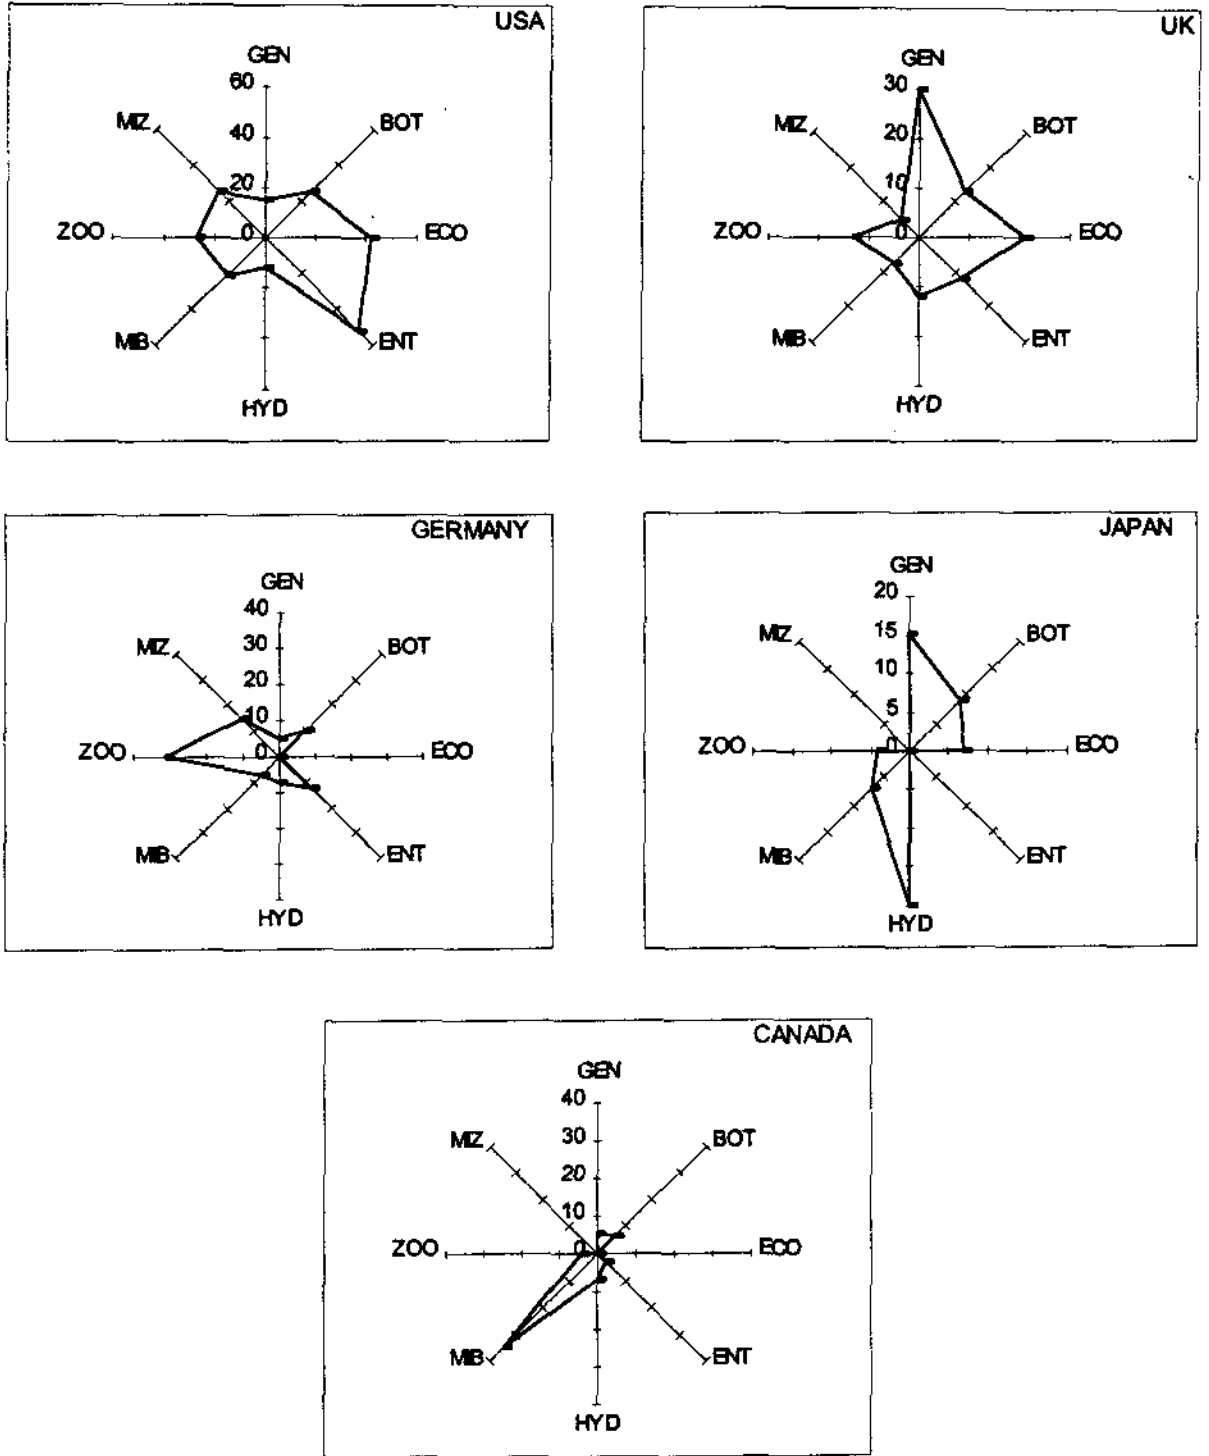 USA
GEN
60
MIZ
BOT
40
20
ZOO
0
ECO
MIB
ENT
HYD
UK
GEN
30
MIZ
20
BOT
10
ZOO
0
ECO
MIB
ENT
HYD
GERMANY
GEN
40
MIZ
30
BOT
20
10
ZOO
0
ECO
MIB
ENT
HYD
JAPAN
GEN
20
MIZ
15
BOT
10
5
ZOO
0
ECO
MIB
ENT
HYD
CANADA
GEN
40
MIZ
30
BOT
20
10
ZOO
0
ECO
MIB
ENT
HYD